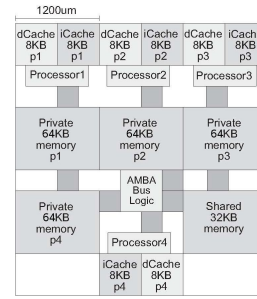 1200um
dCache iCache dCache iCache dCache iCach
8KB 8KB 8KB 8KB 8KB 8KB
p1 p1 p2 p2 p3 p3
Processor1 Processor2 Processor3
Private Private Private
64KB 64KB 64KB
memory memory memory
p1 p2 p3
AMBA
Bus
Logic
Private
64KB
memory
p4
Shared
32KB
memory
Processor4
iCache dCache
8KB 8KB
p4 p4